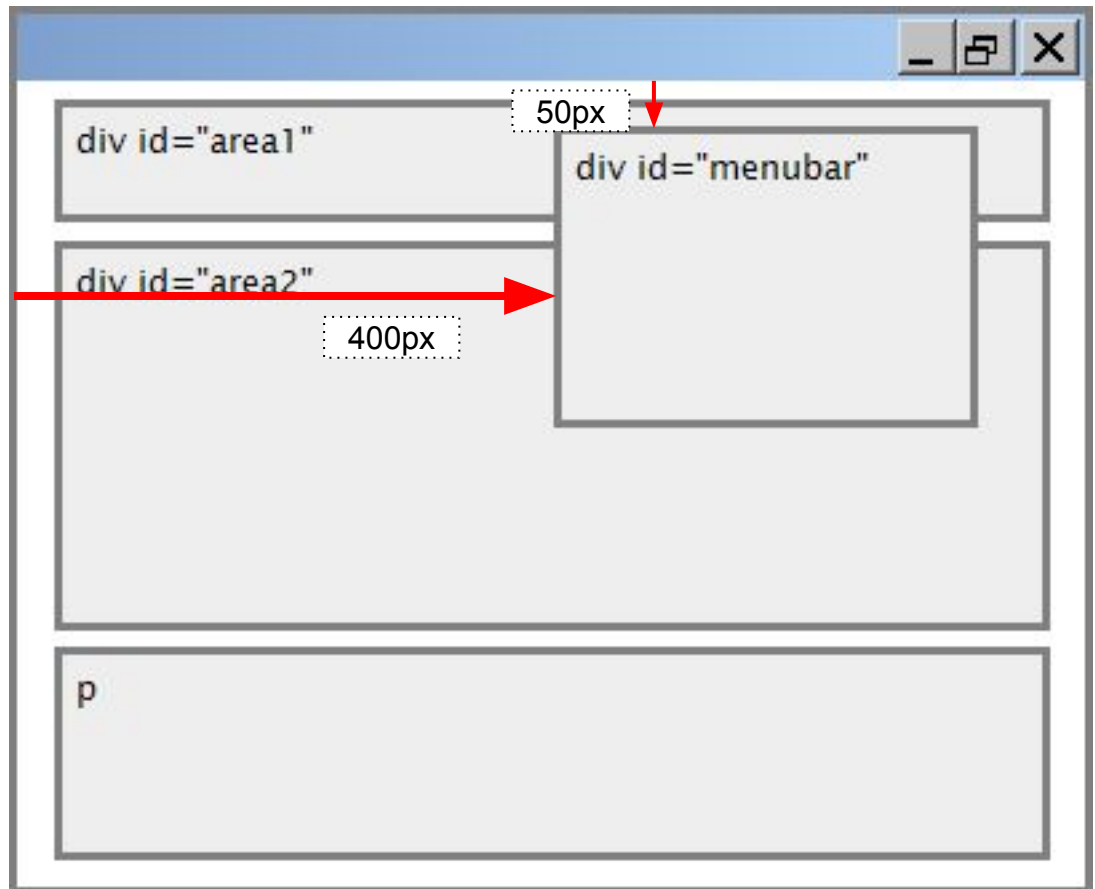 50px
div id="area1"
div id="menubar"
div id="area2"
400px
p